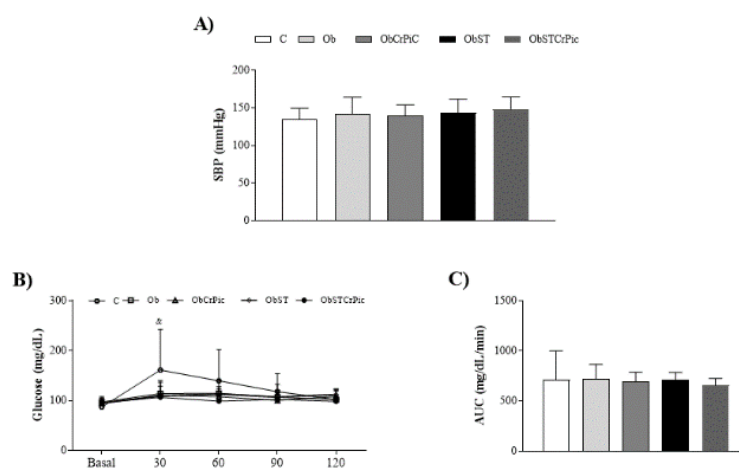 A)
C Ob ObCrPiC ObST ObSTCrPic
200
150
100
50
0
SBP (mmHg)
B)
C Ob ObCrPic ObST ObSTCrPic
300
200
100
0
Glucose (mg/dL)
&
Basal 30 60 90 120
C)
1500
1000
500
0
AUC (mg/dL/min)